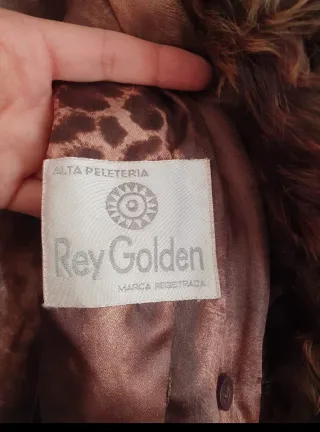 ALTA PELETERIA
Rey Golden
MARCA REGISTRADA